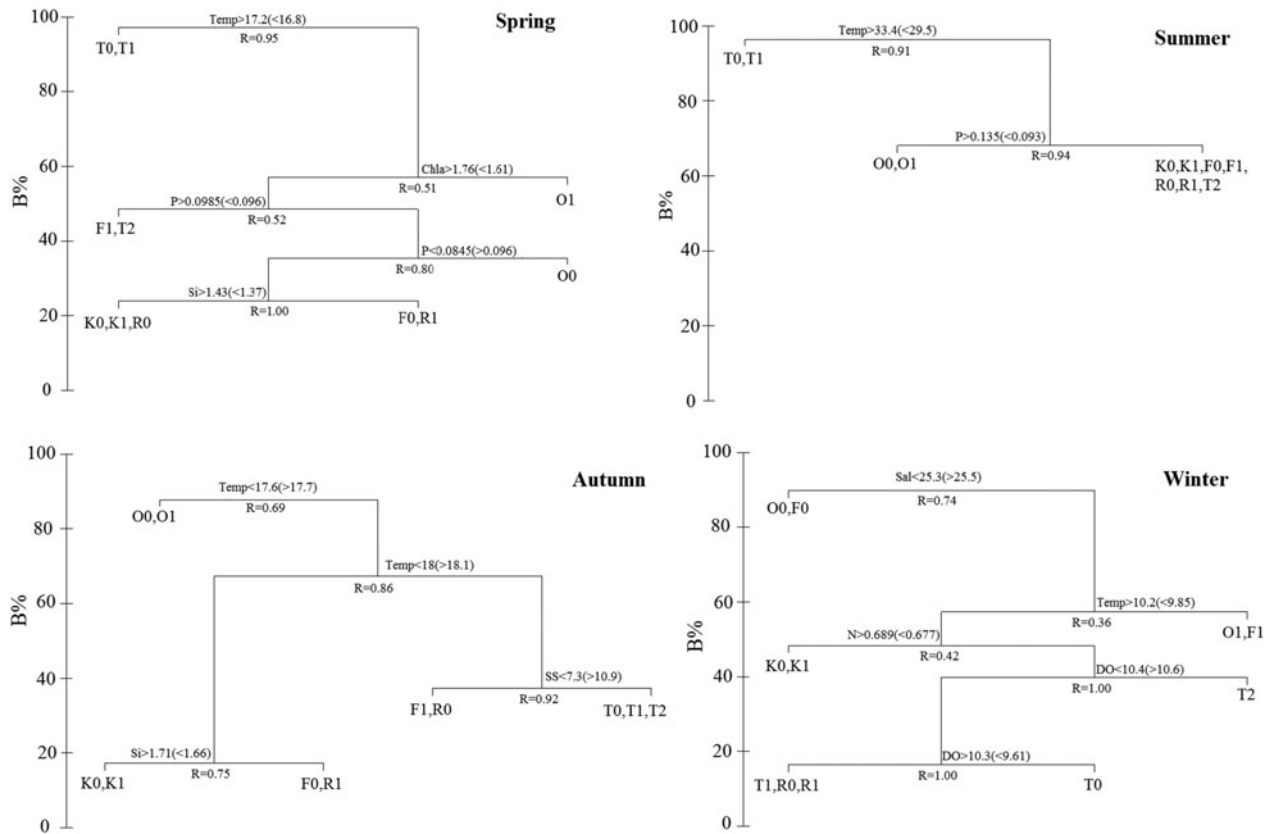 Spring
B%
100
80
60
40
20
0
Temp>17.2(<16.8)
R=0.95
T0,T1
Chla>1.76(<1.61)
R=0.51
O1
P>0.0985(<0.096)
R=0.52
F1,T2
P<0.0845(>0.096)
R=0.80
O0
Si>1.43(<1.37)
R=1.00
K0,K1,R0
F0,R1
Summer
B%
100
80
60
40
20
0
Temp>33.4(<29.5)
R=0.91
T0,T1
P>0.135(<0.093)
R=0.94
O0,O1
K0,K1,F0,F1,
R0,R1,T2
Autumn
B%
100
80
60
40
20
0
Temp<17.6(>17.7)
R=0.69
O0,O1
Temp<18(>18.1)
R=0.86
SS<7.3(>10.9)
R=0.92
F1,R0
T0,T1,T2
Si>1.71(<1.66)
R=0.75
K0,K1
F0,R1
Winter
B%
100
80
60
40
20
0
Sal<25.3(>25.5)
R=0.74
O0,F0
Temp>10.2(<9.85)
R=0.36
O1,F1
N>0.689(<0.677)
R=0.42
K0,K1
DO<10.4(>10.6)
R=1.00
T2
DO>10.3(<9.61)
R=1.00
T1,R0,R1
T0